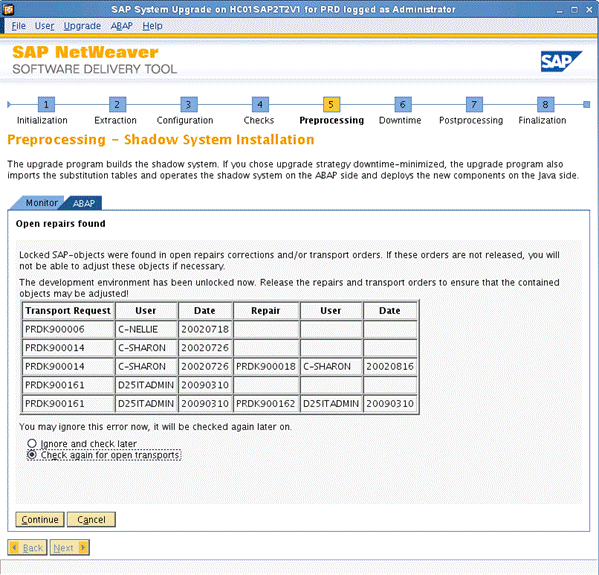 SAP System Upgrade on HC01SAP2T2V1 for PRD logged as Administrator
File User Upgrade ABAP Help
SAP NetWeaver
SOFTWARE DELIVERY TOOL
SAP
1 2 3 4 5 6 7 8
Initialization Extraction Configuration Checks Preprocessing Downtime Postprocessing Finalization
Preprocessing - Shadow System Installation
The upgrade program builds the shadow system. If you chose upgrade strategy downtime-minimized, the upgrade program also
imports the substitution tables and operates the shadow system on the ABAP side and deploys the new components on the Java side.
Monitor ABAP
Open repairs found
Locked SAP-objects were found in open repairs corrections and/or transport orders. If these orders are not released, you will
not be able to adjust these objects if necessary.
The development environment has been unlocked now. Release the repairs and transport orders to ensure that the contained
objects may be adjusted!
Transport Request User Date Repair User Date
PRDK900006 C-NELLIE 20020718
PRDK900014 C-SHARON 20020726
PRDK900014 C-SHARON 20020726 PRDK900018 C-SHARON 20020816
PRDK900161 D25ITADMIN 20090310
PRDK900161 D25ITADMIN 20090310 PRDK900162 D25ITADMIN 20090310
You may ignore this error now, it will be checked again later on.
Ignore and check later
Check again for open transports
Continue Cancel
Back Next